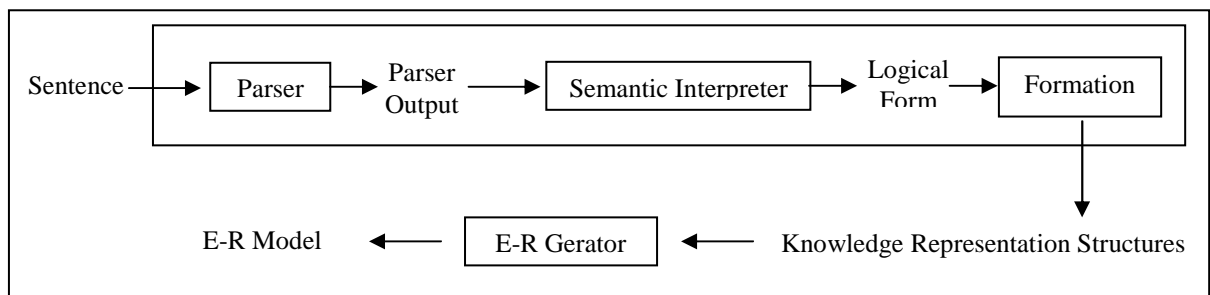 Sentence
Parser
Parser
Output
Semantic Interpreter
Logical
Form
Formation
E-R Model
E-R Gerator
Knowledge Representation Structures